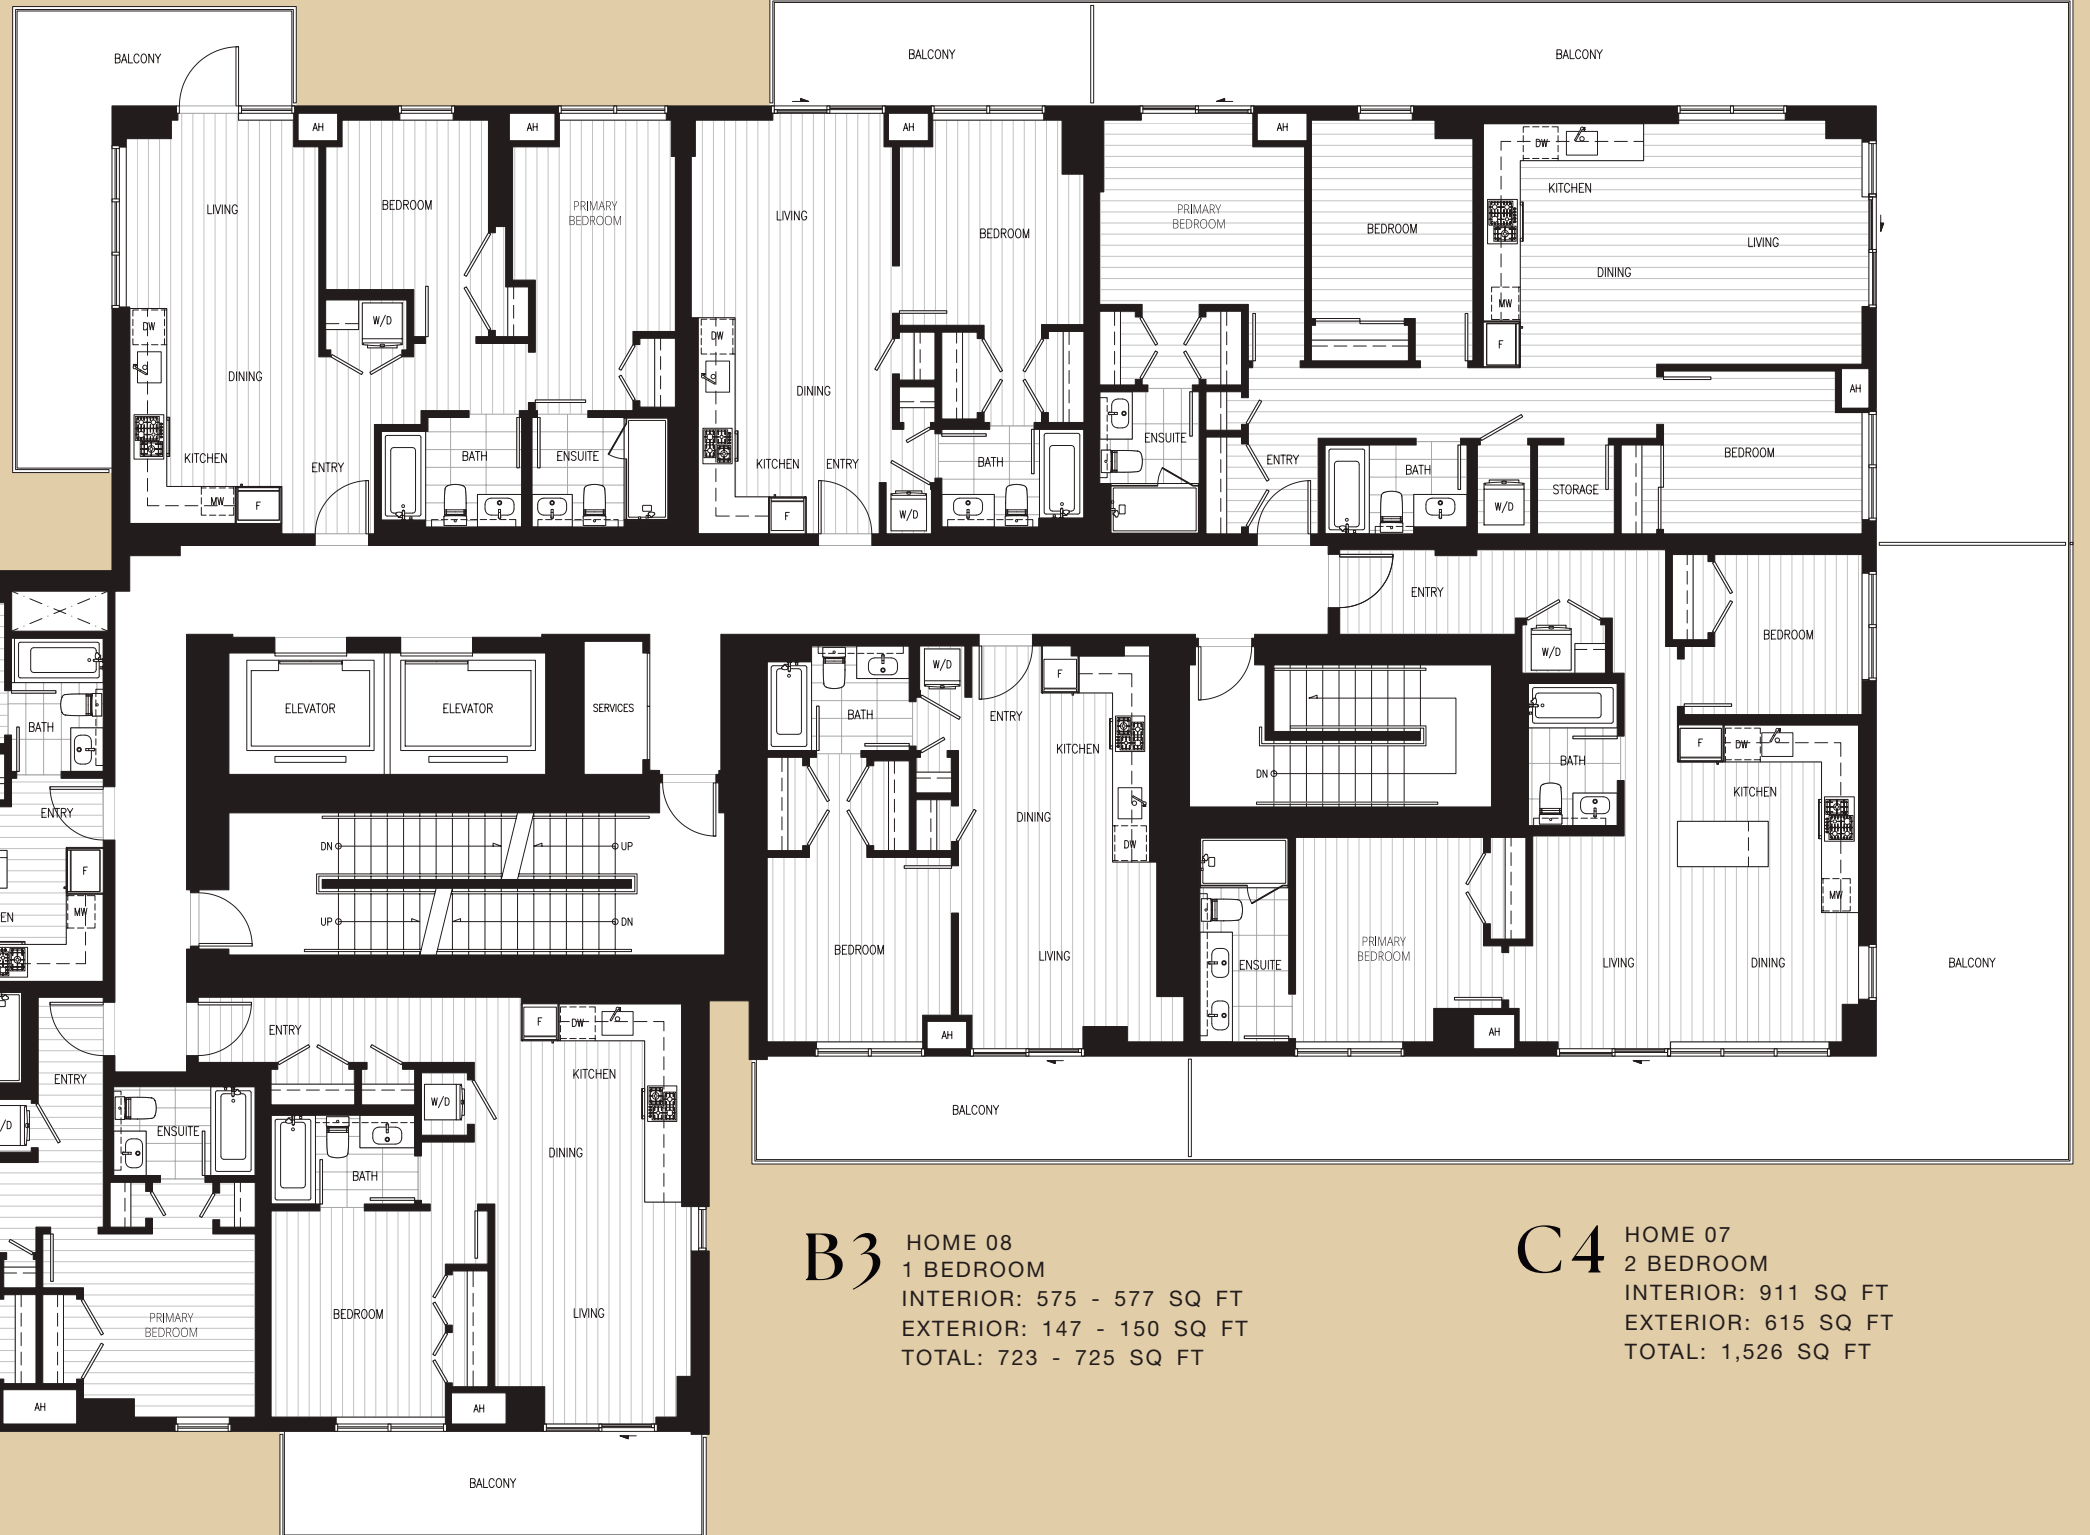 BALCONY
BALCONY
BALCONY
AH
AH
AH
AH
DW
KITCHEN
LIVING
BEDROOM
PRIMARY
BEDROOM
LIVING
BEDROOM
PRIMARY
BEDROOM
BEDROOM
LIVING
DINING
MW
F
W/D
DW
DINING
DW
DINING
AH
KITCHEN
ENTRY
BATH
ENSUITE
KITCHEN
ENTRY
BATH
ENSUITE
ENTRY
BATH
STORAGE
BEDROOM
MW
F
F
W/D
W/D
ENTRY
BEDROOM
W/D
ELEVATOR
ELEVATOR
SERVICES
BATH
W/D
ENTRY
F
KITCHEN
DINING
DW
BATH
DN
BATH
F
DW
KITCHEN
MW
ENTRY
F
MW
EN
DN
UP
UP
DN
BEDROOM
LIVING
AH
ENSUITE
PRIMARY
BEDROOM
LIVING
DINING
AH
BALCONY
ENTRY
F
DW
KITCHEN
DINING
W/D
BATH
ENTRY
/D
ENSUITE
PRIMARY
BEDROOM
AH
BEDROOM
LIVING
AH
BALCONY
BALCONY
B3
HOME 08
1 BEDROOM
INTERIOR: 575 - 577 SQ FT
EXTERIOR: 147 - 150 SQ FT
TOTAL: 723 - 725 SQ FT
C4
HOME 07
2 BEDROOM
INTERIOR: 911 SQ FT
EXTERIOR: 615 SQ FT
TOTAL: 1,526 SQ FT